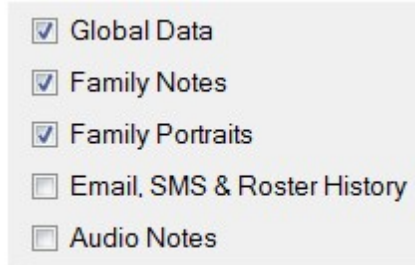 Global Data
Family Notes
Family Portraits
Email, SMS & Roster History
Audio Notes